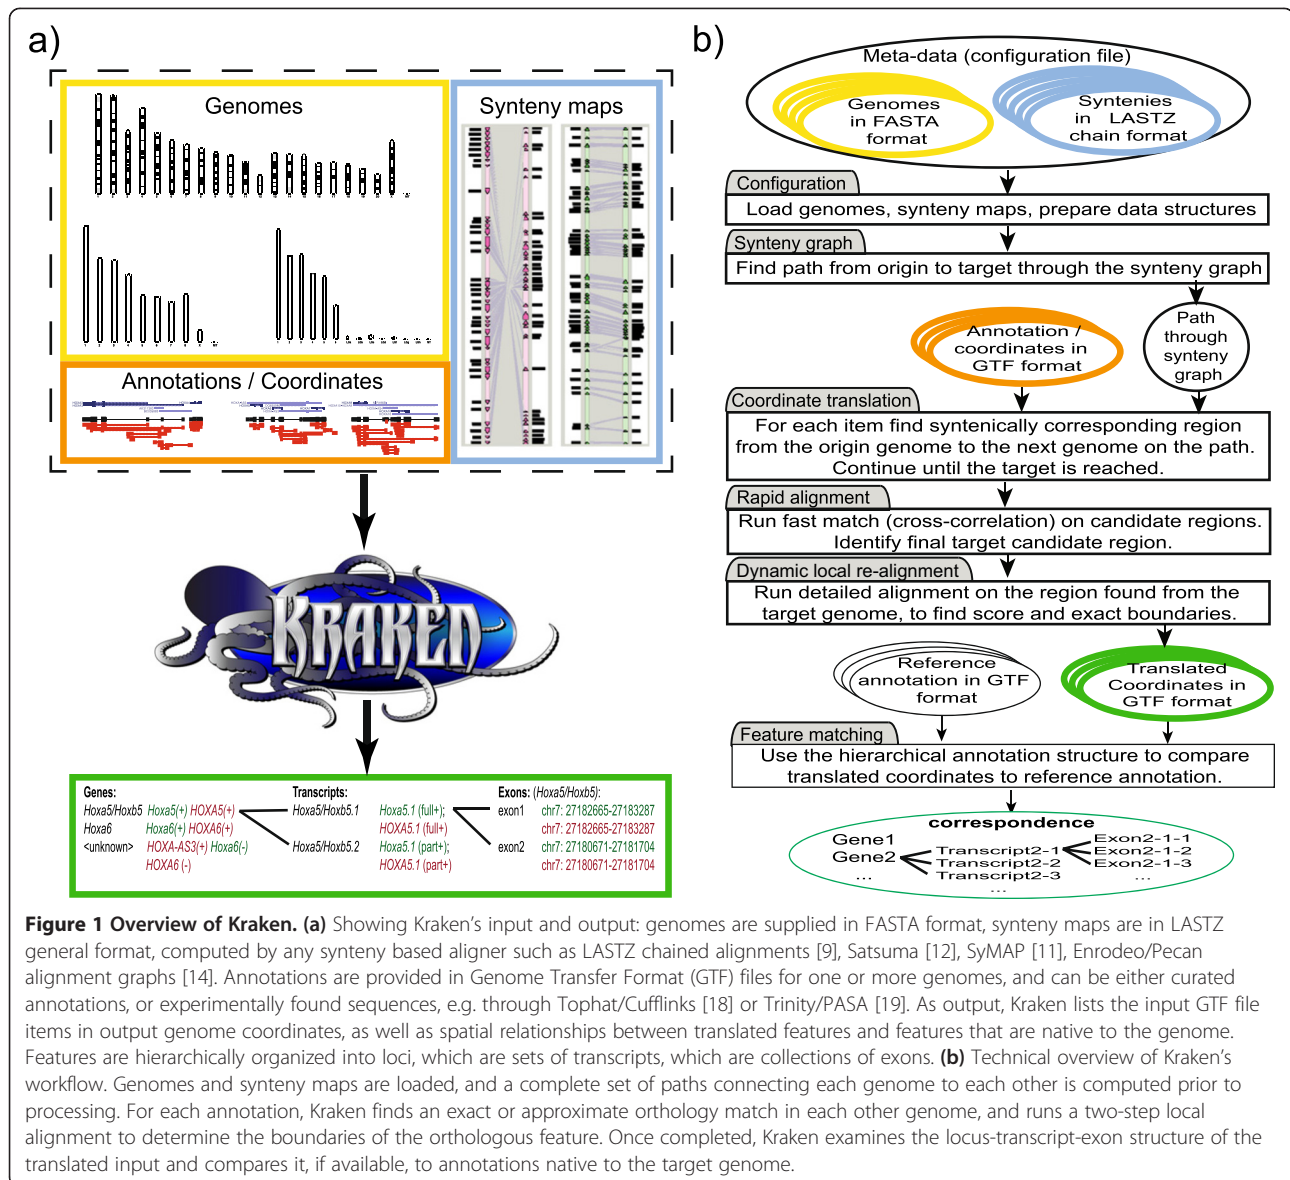 a)
Genomes
Synteny maps
Annotations / Coordinates
KRAKEN
Genes:
Hoxa5/Hoxb5 Hoxa5(+) HOXA5(+)
Hoxa6 Hoxa6(+) HOXA6(+)
<unknown> HOXA-AS3(+) Hoxa6(-)
HOXA6 (-)
Transcripts:
Hoxa5/Hoxb5.1 Hoxa5.1 (full+);
HOXA5.1 (full+)
Hoxa5/Hoxb5.2 Hoxa5.1 (part+);
HOXA5.1 (part+)
Exons: (Hoxa5/Hoxb5):
exon1 chr7: 27182665-27183287
chr7: 27182665-27183287
exon2 chr7: 27180671-27181704
chr7: 27180671-27181704
b)
Meta-data (configuration file)
Genomes
in FASTA
format
Syntenies
in LASTZ
chain format
Configuration
Load genomes, synteny maps, prepare data structures
Synteny graph
Find path from origin to target through the synteny graph
Annotation /
coordinates in
GTF format
Path
through
synteny
graph
Coordinate translation
For each item find syntenically corresponding region
from the origin genome to the next genome on the path.
Continue until the target is reached.
Rapid alignment
Run fast match (cross-correlation) on candidate regions.
Identify final target candidate region.
Dynamic local re-alignment
Run detailed alignment on the region found from the
target genome, to find score and exact boundaries.
Reference
annotation in GTF
format
Translated
Coordinates in
GTF format
Feature matching
Use the hierarchical annotation structure to compare
translated coordinates to reference annotation.
correspondence
Gene1
Gene2
...
Transcript2-1
Transcript2-2
Transcript2-3
...
Exon2-1-1
Exon2-1-2
Exon2-1-3
...
Figure 1 Overview of Kraken. (a) Showing Kraken's input and output: genomes are supplied in FASTA format, synteny maps are in LASTZ
general format, computed by any synteny based aligner such as LASTZ chained alignments [9], Satsuma [12], SyMAP [11], Enrodeo/Pecan
alignment graphs [14]. Annotations are provided in Genome Transfer Format (GTF) files for one or more genomes, and can be either curated
annotations, or experimentally found sequences, e.g. through Tophat/Cufflinks [18] or Trinity/PASA [19]. As output, Kraken lists the input GTF file
items in output genome coordinates, as well as spatial relationships between translated features and features that are native to the genome.
Features are hierarchically organized into loci, which are sets of transcripts, which are collections of exons. (b) Technical overview of Kraken's
workflow. Genomes and synteny maps are loaded, and a complete set of paths connecting each genome to each other is computed prior to
processing. For each annotation, Kraken finds an exact or approximate orthology match in each other genome, and runs a two-step local
alignment to determine the boundaries of the orthologous feature. Once completed, Kraken examines the locus-transcript-exon structure of the
translated input and compares it, if available, to annotations native to the target genome.